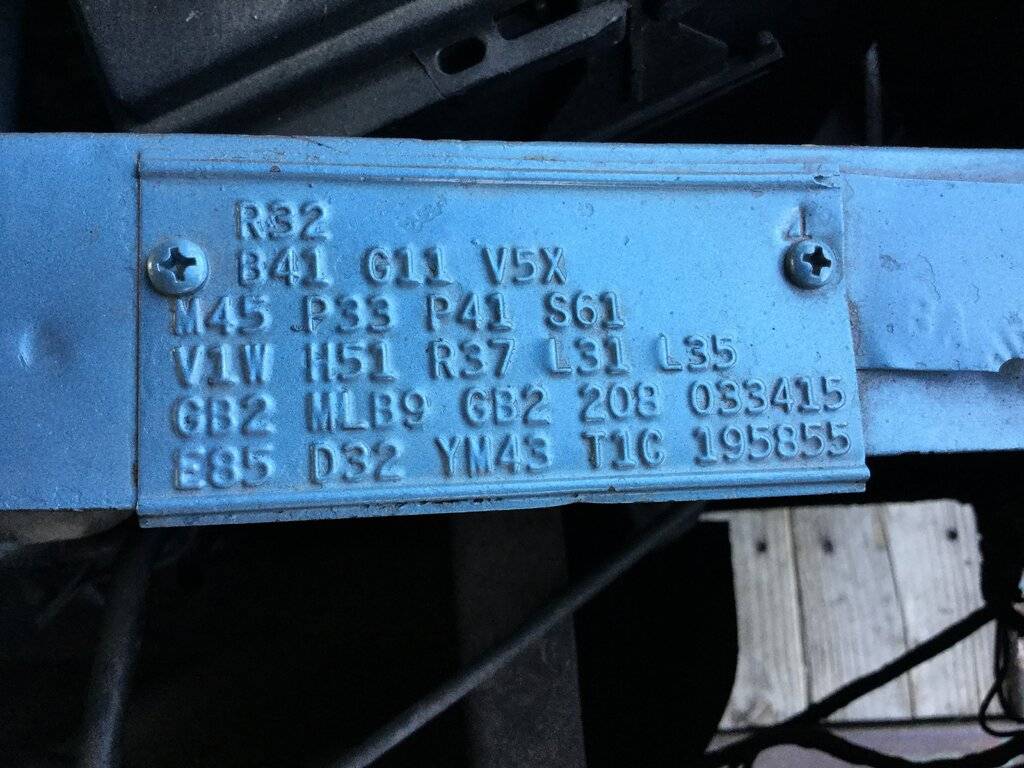 R32
B41 G11 V5X
M45 P33 P41 S61
V1W H51 R37 L31 L35
GB2 MLB9 GB2 208 033415
E85 D32 YM43 T1C 195855